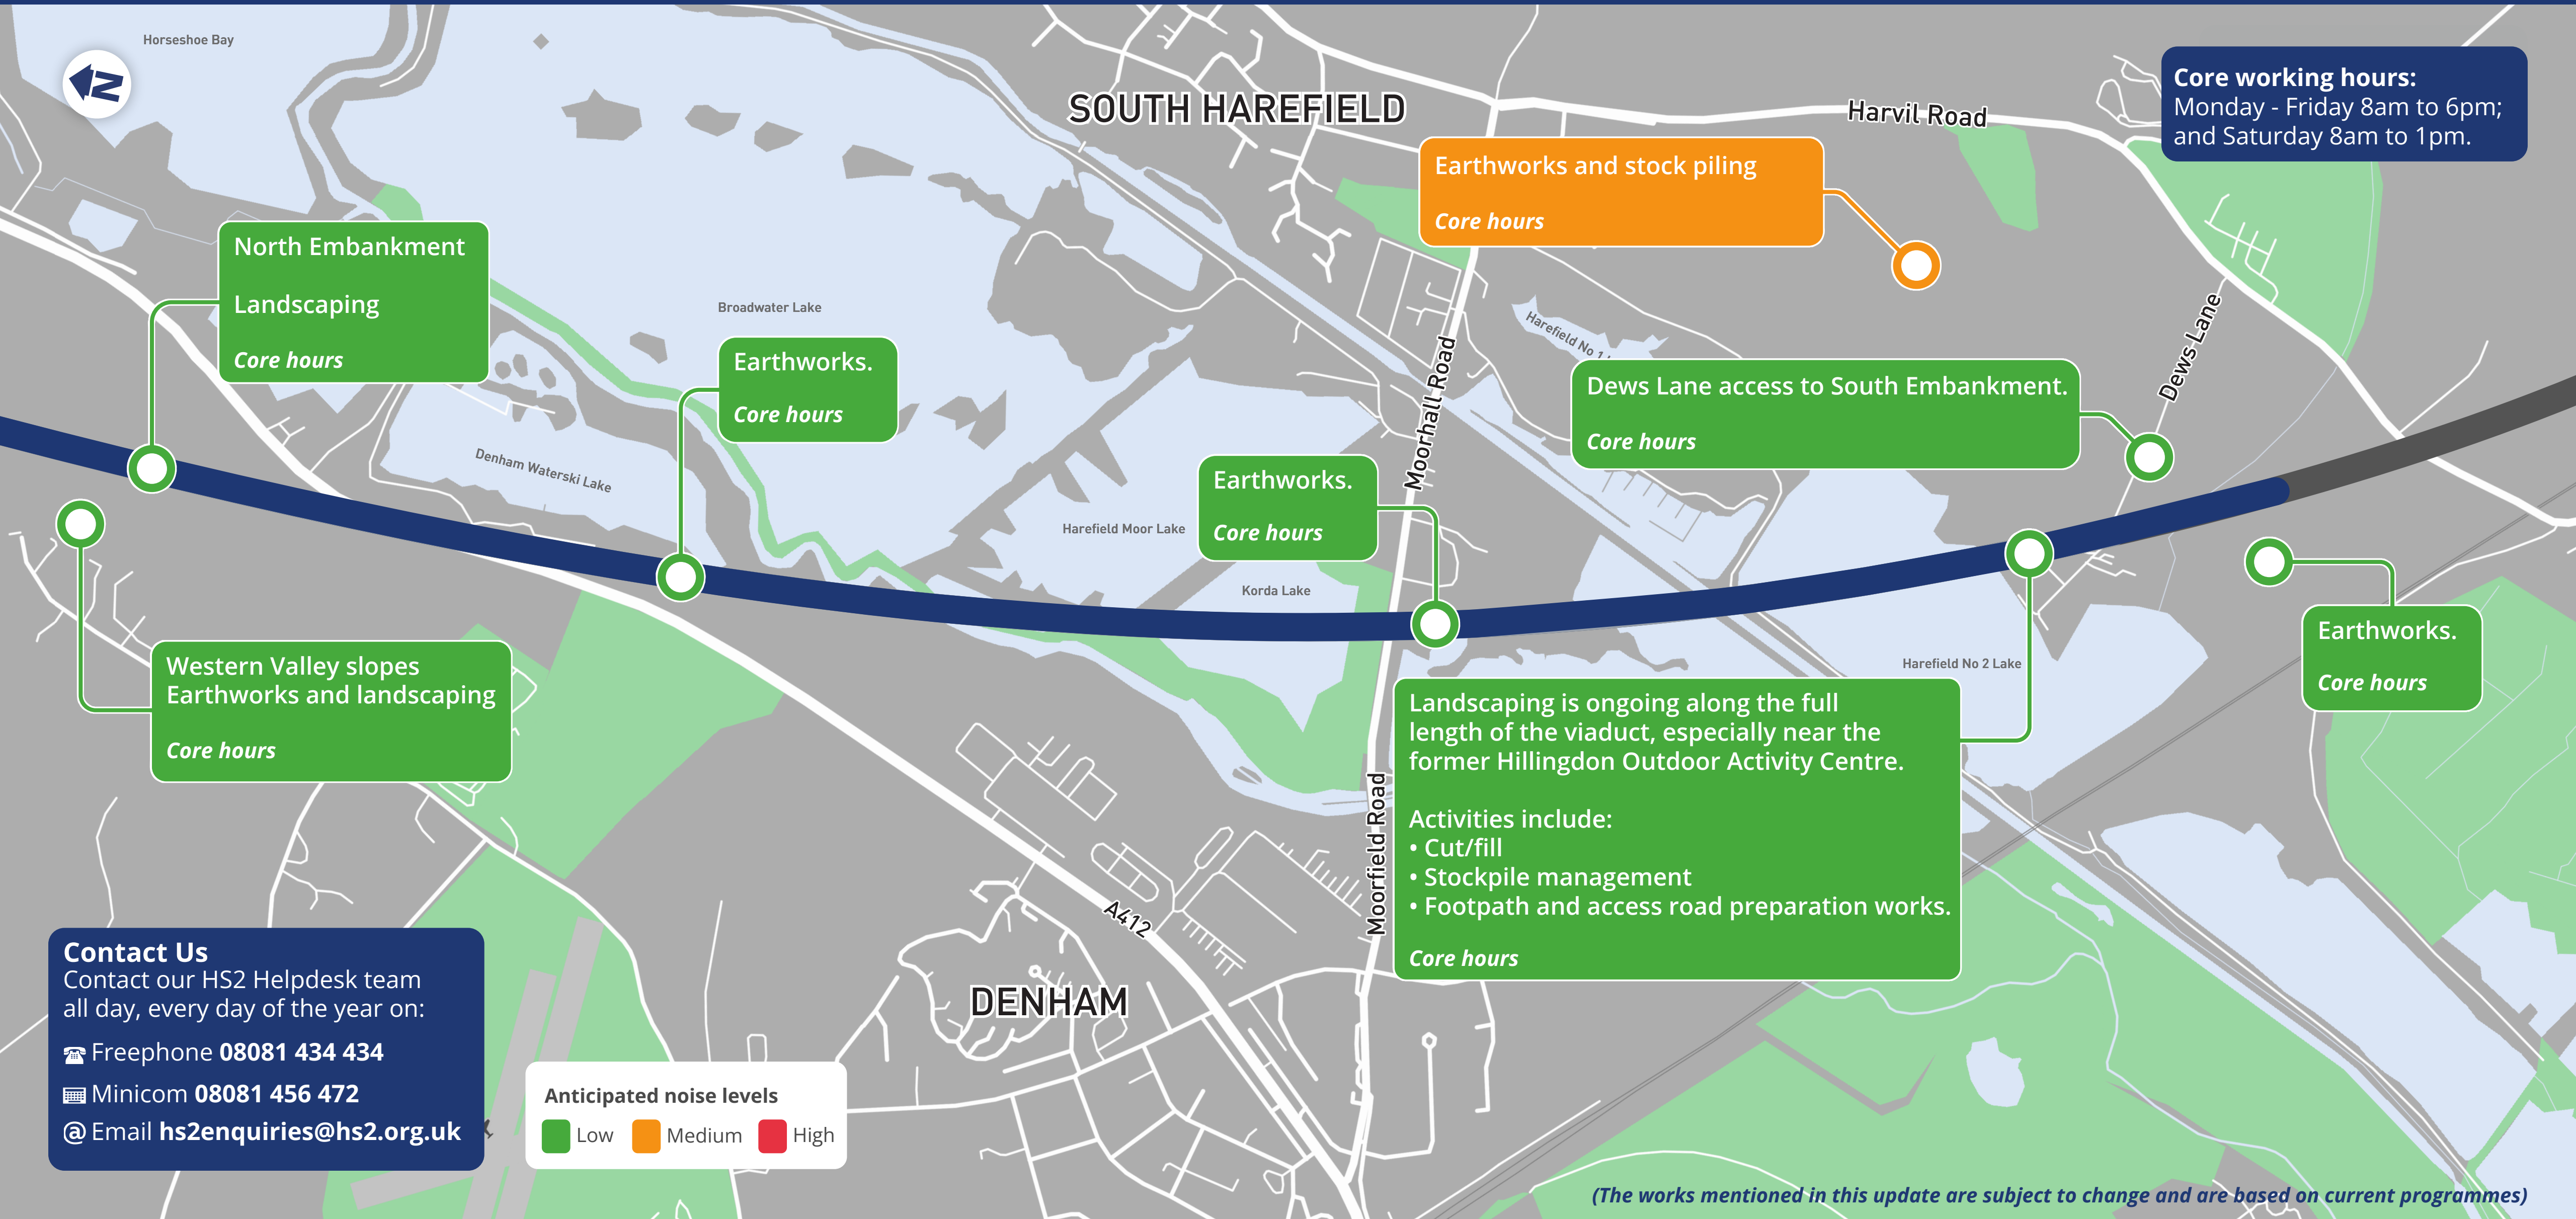 Horseshoe Bay
N
SOUTH HAREFIELD
Harvil Road
Core working hours:
Monday - Friday 8am to 6pm;
and Saturday 8am to 1pm.
Earthworks and stock piling
Core hours
North Embankment
Landscaping
Core hours
Broadwater Lake
Earthworks.
Core hours
Denham Waterski Lake
Harefield No 1
Moorhall Road
Dews Lane
Dews Lane access to South Embankment.
Core hours
Earthworks.
Core hours
Harefield Moor Lake
Korda Lake
Harefield No 2 Lake
Earthworks.
Core hours
Western Valley slopes
Earthworks and landscaping
Core hours
Landscaping is ongoing along the full
length of the viaduct, especially near the
former Hillingdon Outdoor Activity Centre.
Activities include:
• Cut/fill
• Stockpile management
• Footpath and access road preparation works.
Core hours
Moorfield Road
A412
DENHAM
Contact Us
Contact our HS2 Helpdesk team
all day, every day of the year on:
Freephone 08081 434 434
Minicom 08081 456 472
@ Email hs2enquiries@hs2.org.uk
Anticipated noise levels
Low Medium High
(The works mentioned in this update are subject to change and are based on current programmes)